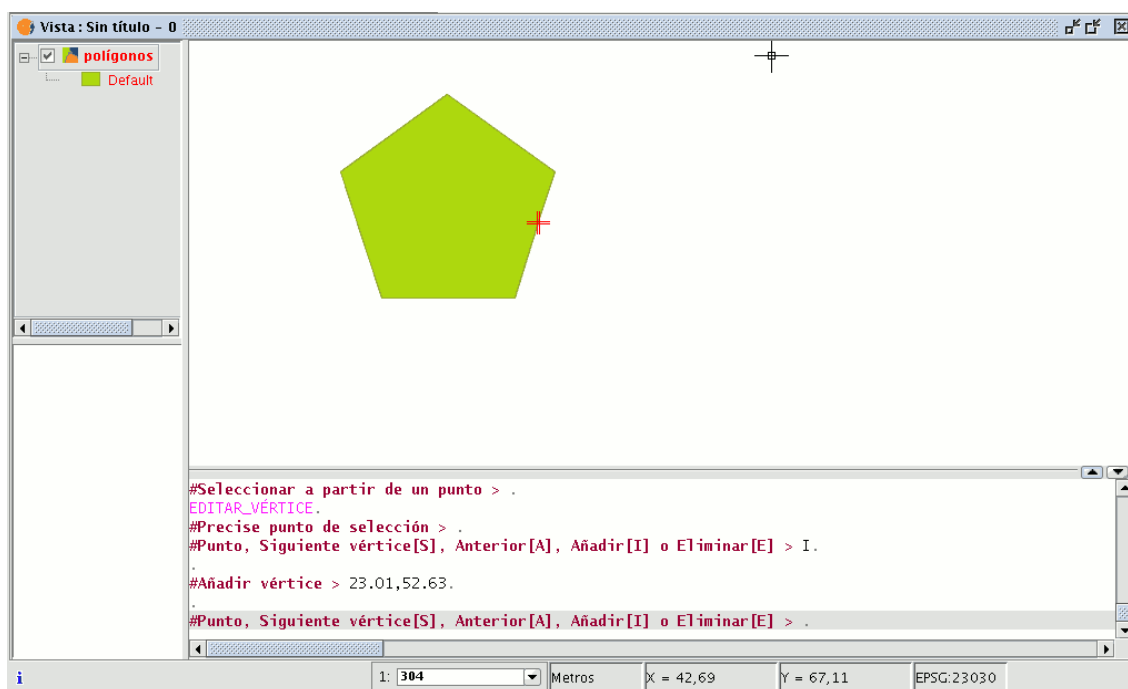 Vista : Sin título - 0
polígonos
Default
#Seleccionar a partir de un punto > .
EDITAR_VÉRTICE.
#Precise punto de selección > .
#Punto, Siguiente vértice[S], Anterior[A], Añadir[I] o Eliminar[E] > I.
.
#Añadir vértice > 23.01,52.63.
.
#Punto, Siguiente vértice[S], Anterior[A], Añadir[I] o Eliminar[E] > .
i 1: 304 Metros X = 42,69 Y = 67,11 EPSG:23030